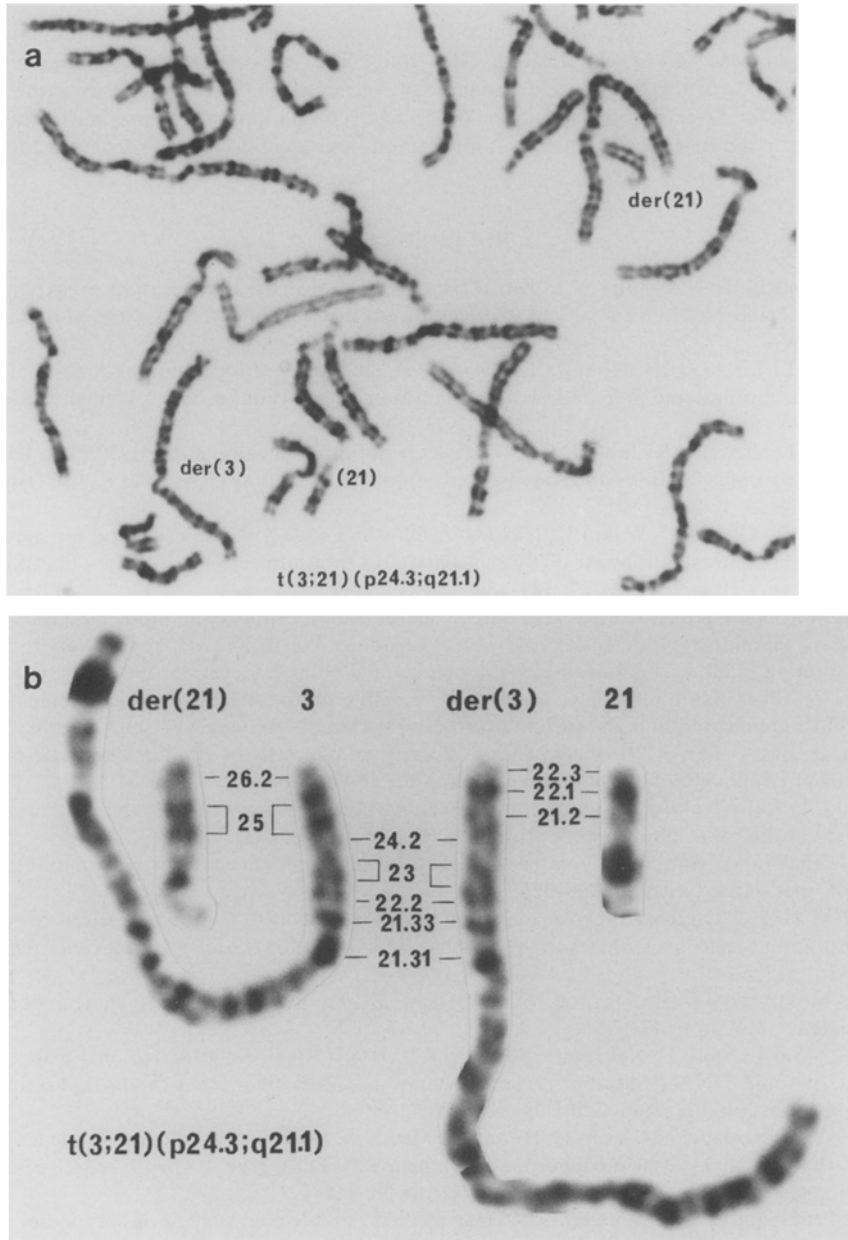 a
der(21)
der(3)
(21)
t(3;21)(p24.3;q21.1)
b
der(21) 3 der(3) 21
26.2 22.3
22.1
25 21.2
24.2
23
22.2
21.33
21.31
t(3;21)(p24.3;q21.1)